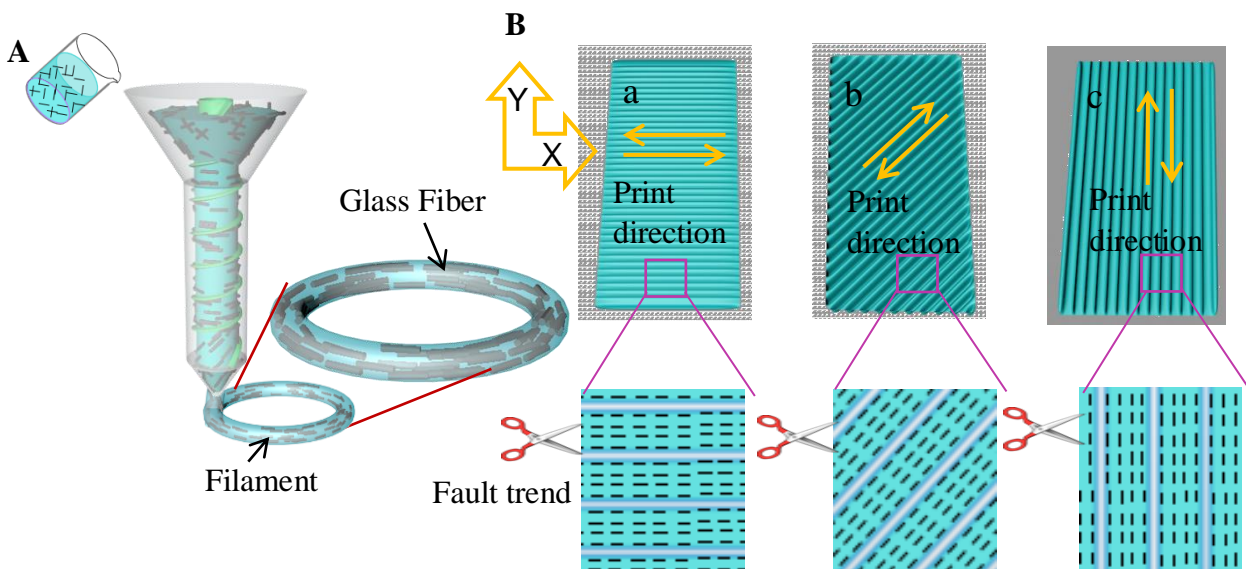 A
B
a
b
c
Y
X
Print
direction
Print
direction
Print
direction
Glass Fiber
Filament
Fault trend